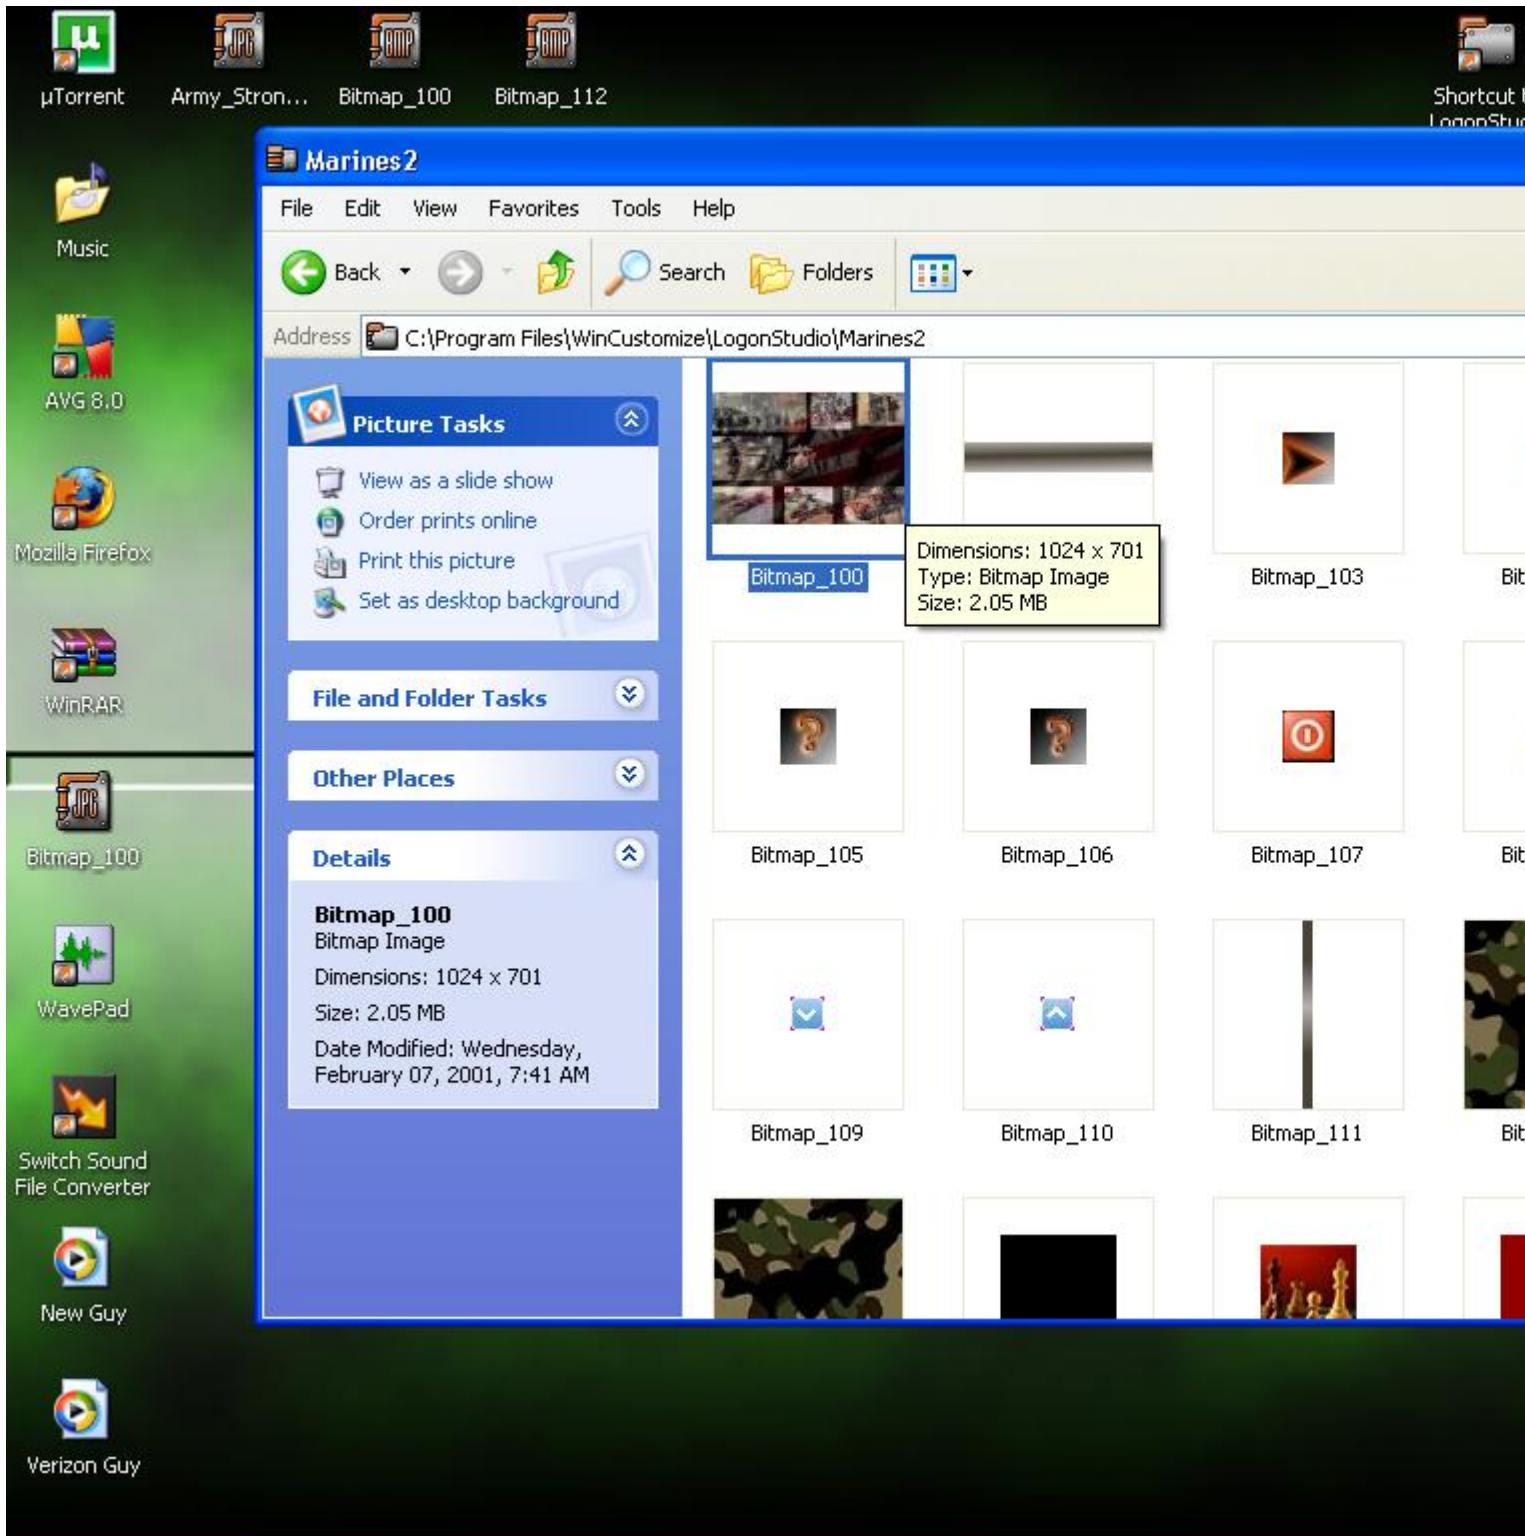 µTorrent
Army_Stron...
Bitmap_100
Bitmap_112
Shortcut
LogonStud
Music
AVG 8.0
Mozilla Firefox
WinRAR
Bitmap_100
WavePad
Switch Sound
File Converter
New Guy
Verizon Guy
Marines2
File Edit View Favorites Tools Help
Back Search Folders
Address C:\Program Files\WinCustomize\LogonStudio\Marines2
Picture Tasks
View as a slide show
Order prints online
Print this picture
Set as desktop background
File and Folder Tasks
Other Places
Details
Bitmap_100
Bitmap Image
Dimensions: 1024 x 701
Size: 2.05 MB
Date Modified: Wednesday,
February 07, 2001, 7:41 AM
Bitmap_100
Dimensions: 1024 x 701
Type: Bitmap Image
Size: 2.05 MB
Bitmap_103
Bit
Bitmap_105
Bitmap_106
Bitmap_107
Bit
Bitmap_109
Bitmap_110
Bitmap_111
Bit
JPG
BMP
BMP
JPG